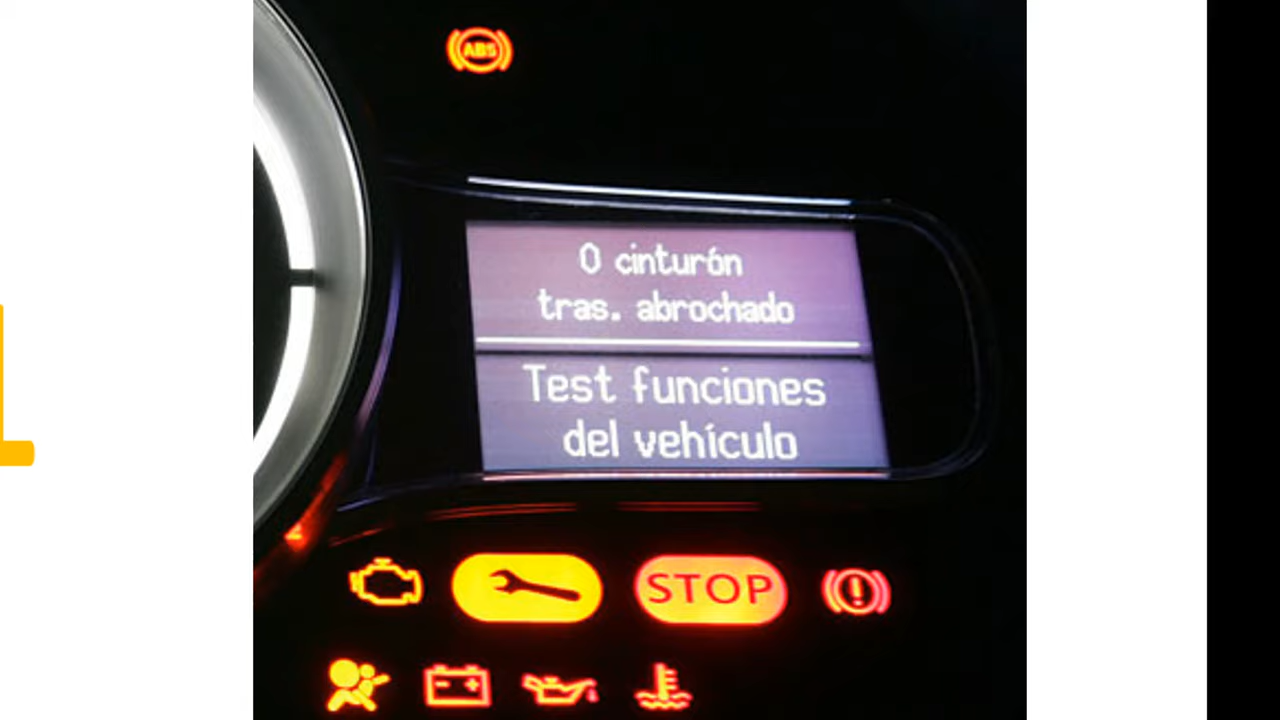 ABS
0 cinturón
tras. abrochado
Test funciones
del vehículo
STOP